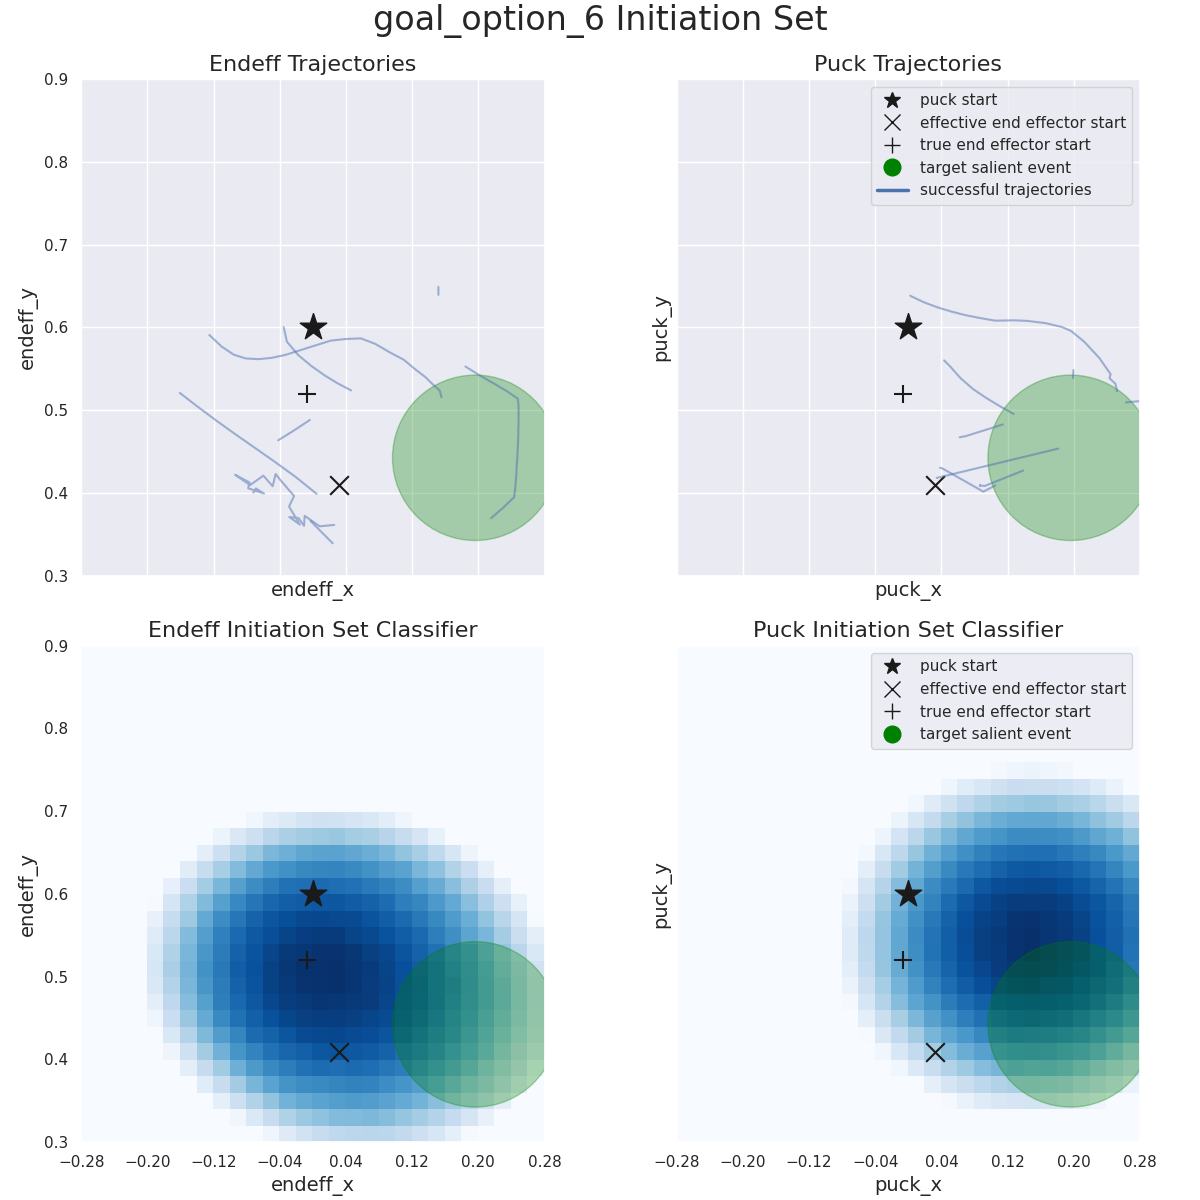 goal_option_6 Initiation Set
Endeff Trajectories
0.9
0.8
0.7
0.6
0.5
0.4
0.3
endeff_y
endeff_x
Puck Trajectories
puck start
effective end effector start
true end effector start
target salient event
successful trajectories
puck_y
puck_x
Endeff Initiation Set Classifier
0.9
0.8
0.7
0.6
0.5
0.4
0.3
endeff_y
−0.28 −0.20 −0.12 −0.04 0.04 0.12 0.20 0.28
endeff_x
Puck Initiation Set Classifier
puck start
effective end effector start
true end effector start
target salient event
puck_y
−0.28 −0.20 −0.12 −0.04 0.04 0.12 0.20 0.28
puck_x